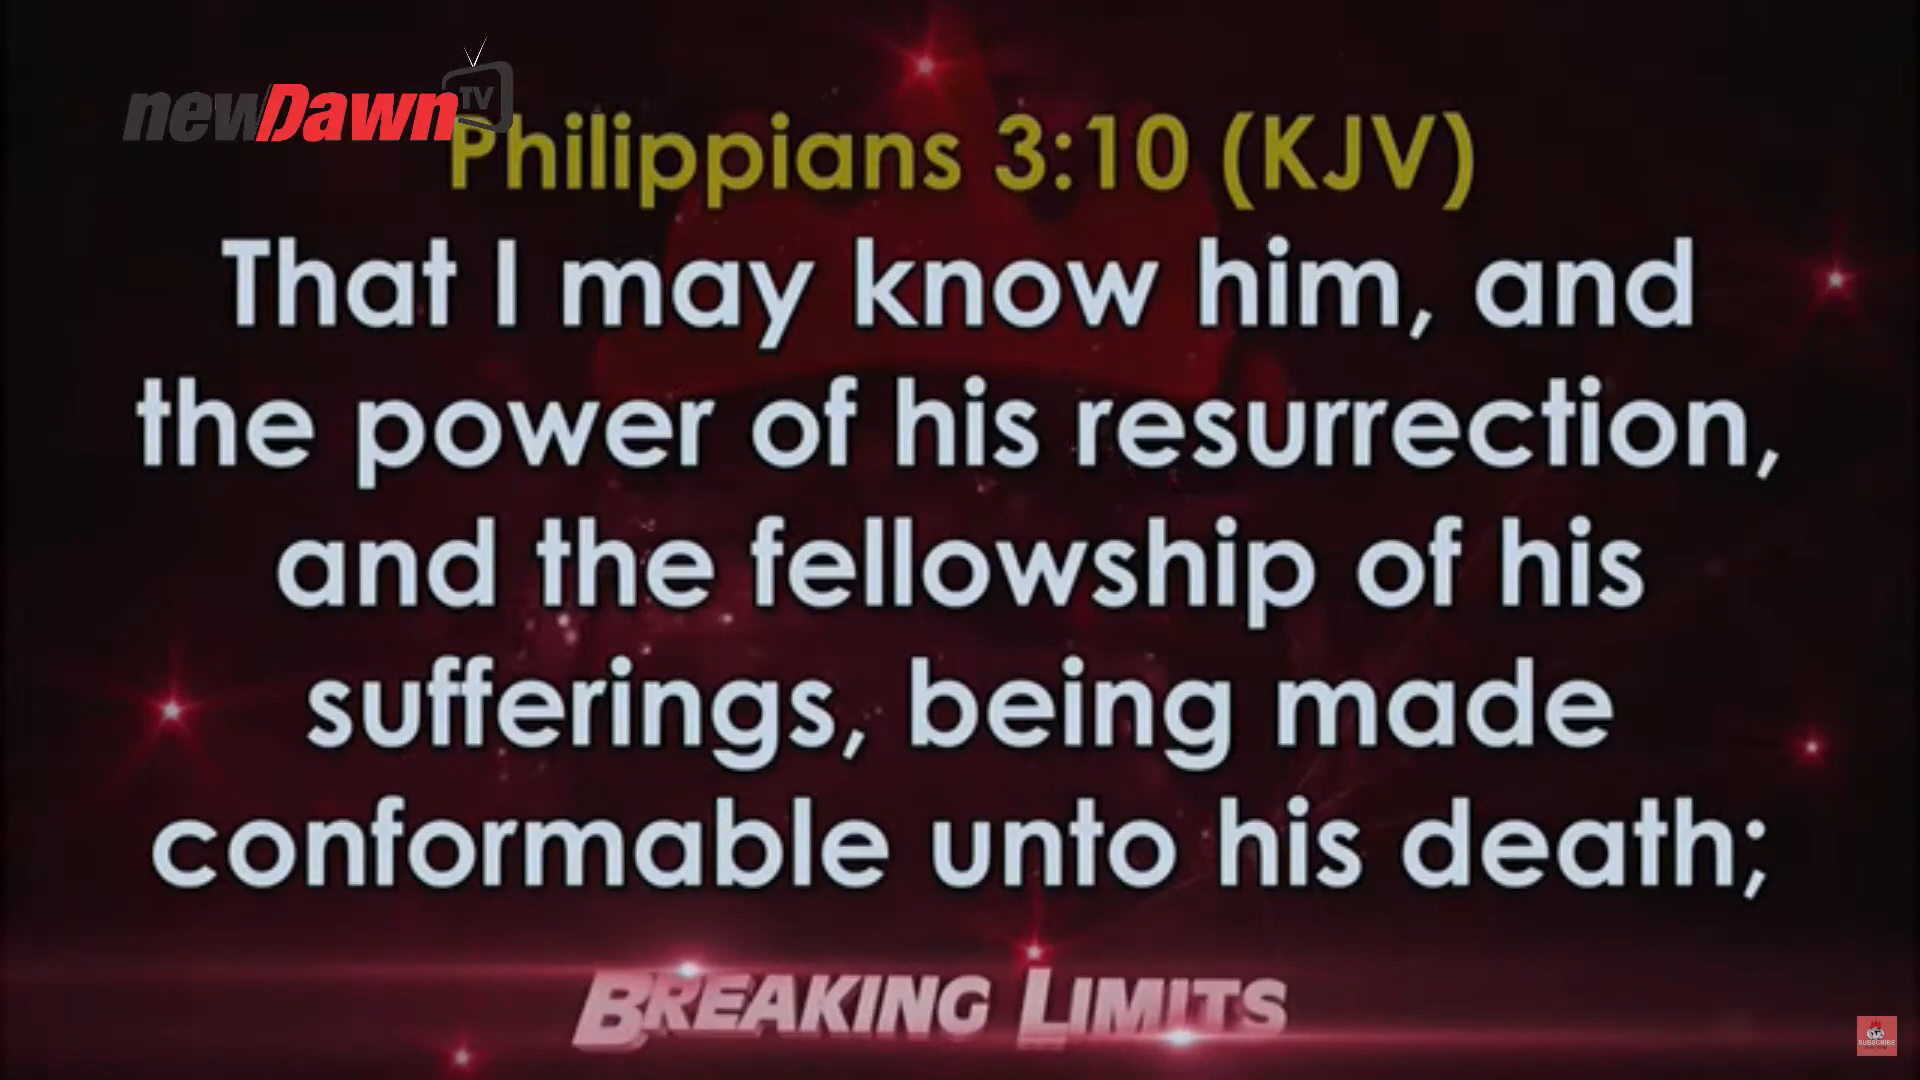 newDawn TV
Philippians 3:10 (KJV)
That I may know him, and
the power of his resurrection,
and the fellowship of his
sufferings, being made
conformable unto his death;
BREAKING LIMITS
SUBSCRIBE